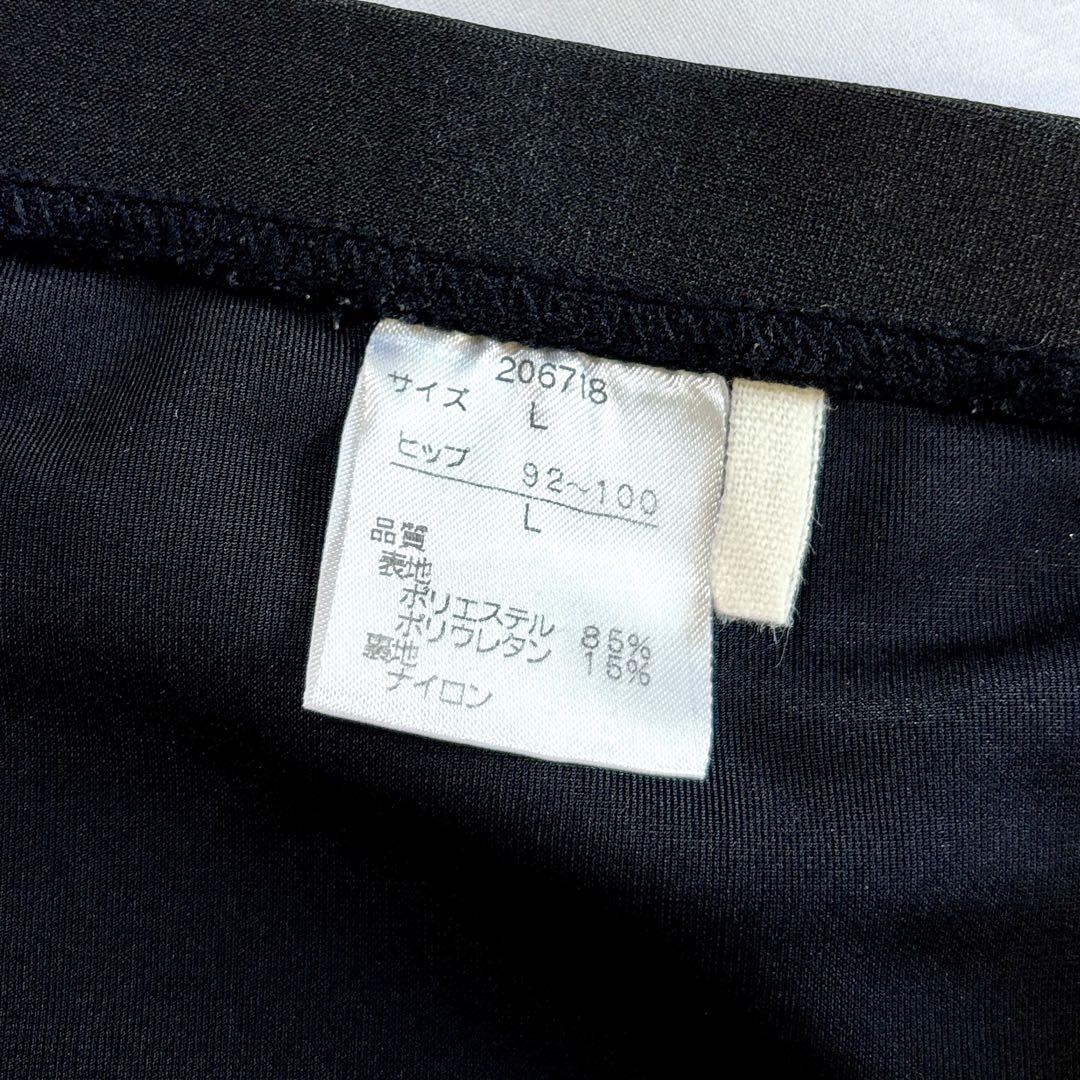 206718
サイズ L
ヒップ 92～100
L
品質
表地
ポリエステル 85%
ポリウレタン 15%
裏地
ナイロン